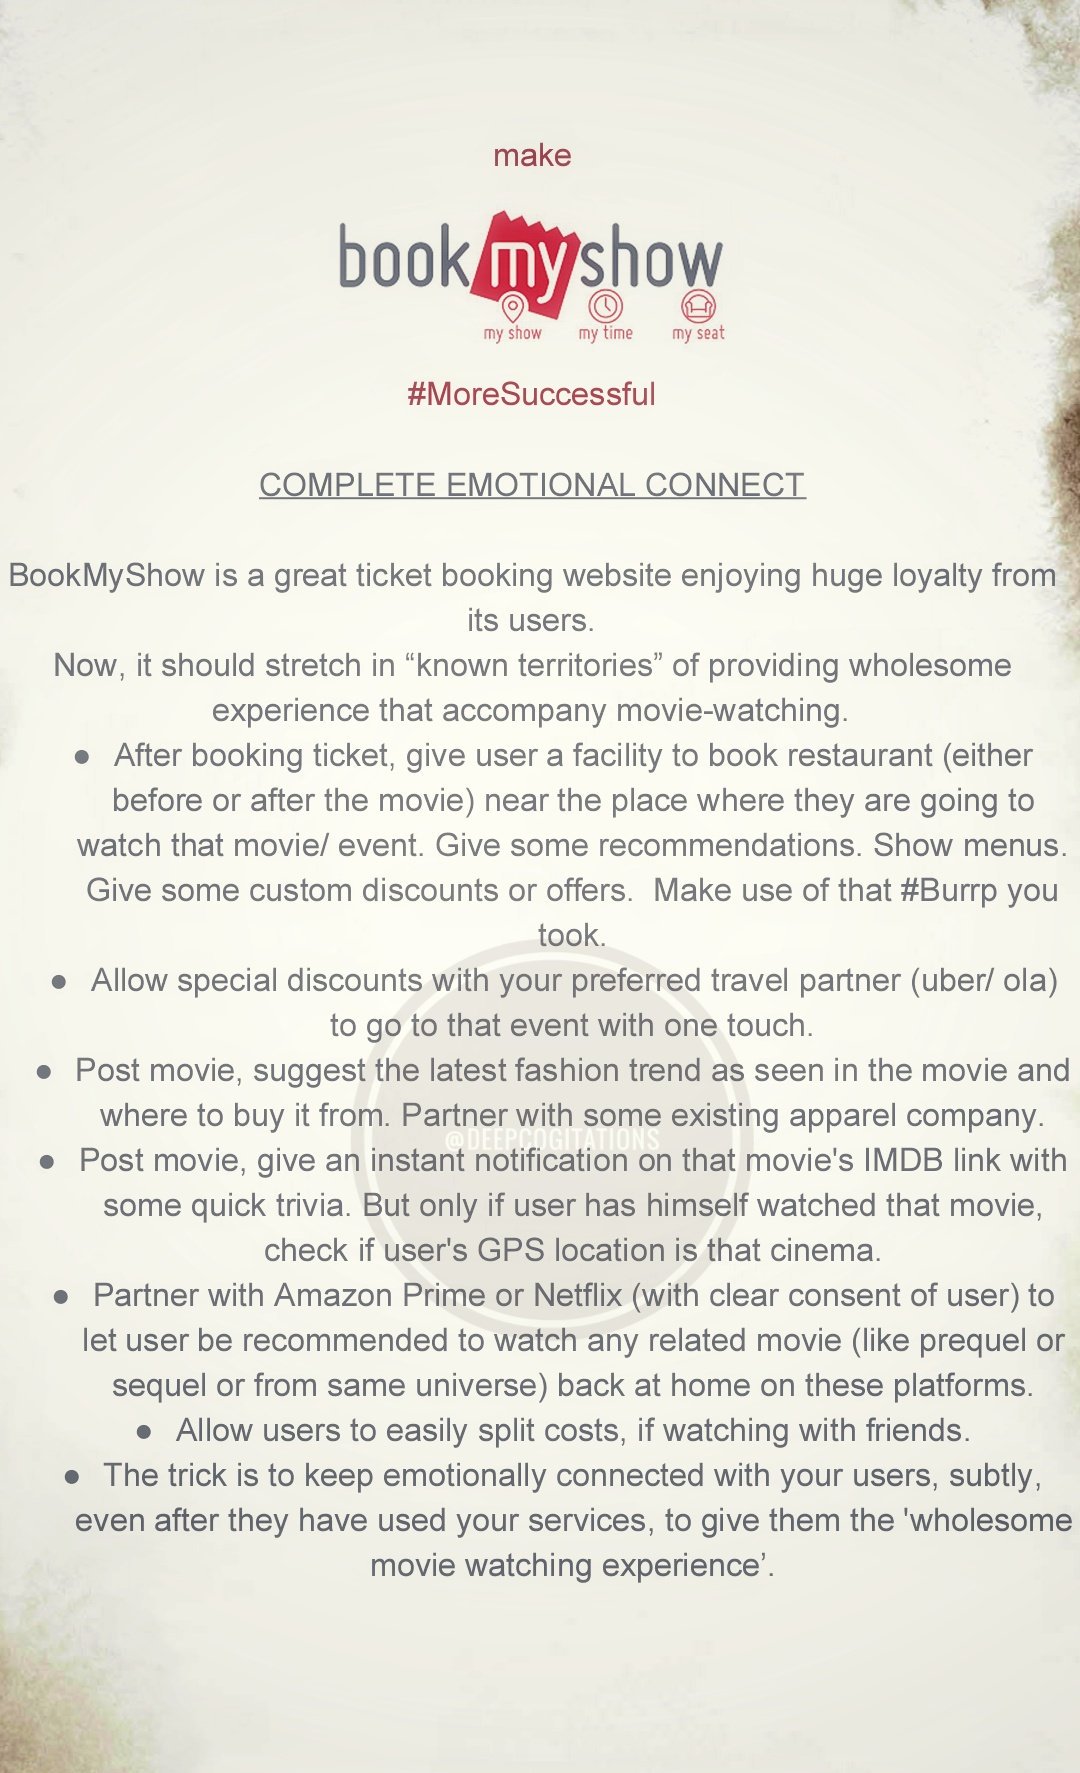 make
bookmyshow
my show my time my seat
#MoreSuccessful
COMPLETE EMOTIONAL CONNECT
BookMyShow is a great ticket booking website enjoying huge loyalty from
its users.
Now, it should stretch in “known territories” of providing wholesome
experience that accompany movie-watching.
● After booking ticket, give user a facility to book restaurant (either
before or after the movie) near the place where they are going to
watch that movie/ event. Give some recommendations. Show menus.
Give some custom discounts or offers.  Make use of that #Burrp you
took.
● Allow special discounts with your preferred travel partner (uber/ ola)
to go to that event with one touch.
● Post movie, suggest the latest fashion trend as seen in the movie and
where to buy it from. Partner with some existing apparel company.
@DEEPCOGITATIONS
● Post movie, give an instant notification on that movie's IMDB link with
some quick trivia. But only if user has himself watched that movie,
check if user's GPS location is that cinema.
● Partner with Amazon Prime or Netflix (with clear consent of user) to
let user be recommended to watch any related movie (like prequel or
sequel or from same universe) back at home on these platforms.
● Allow users to easily split costs, if watching with friends.
● The trick is to keep emotionally connected with your users, subtly,
even after they have used your services, to give them the 'wholesome
movie watching experience’.